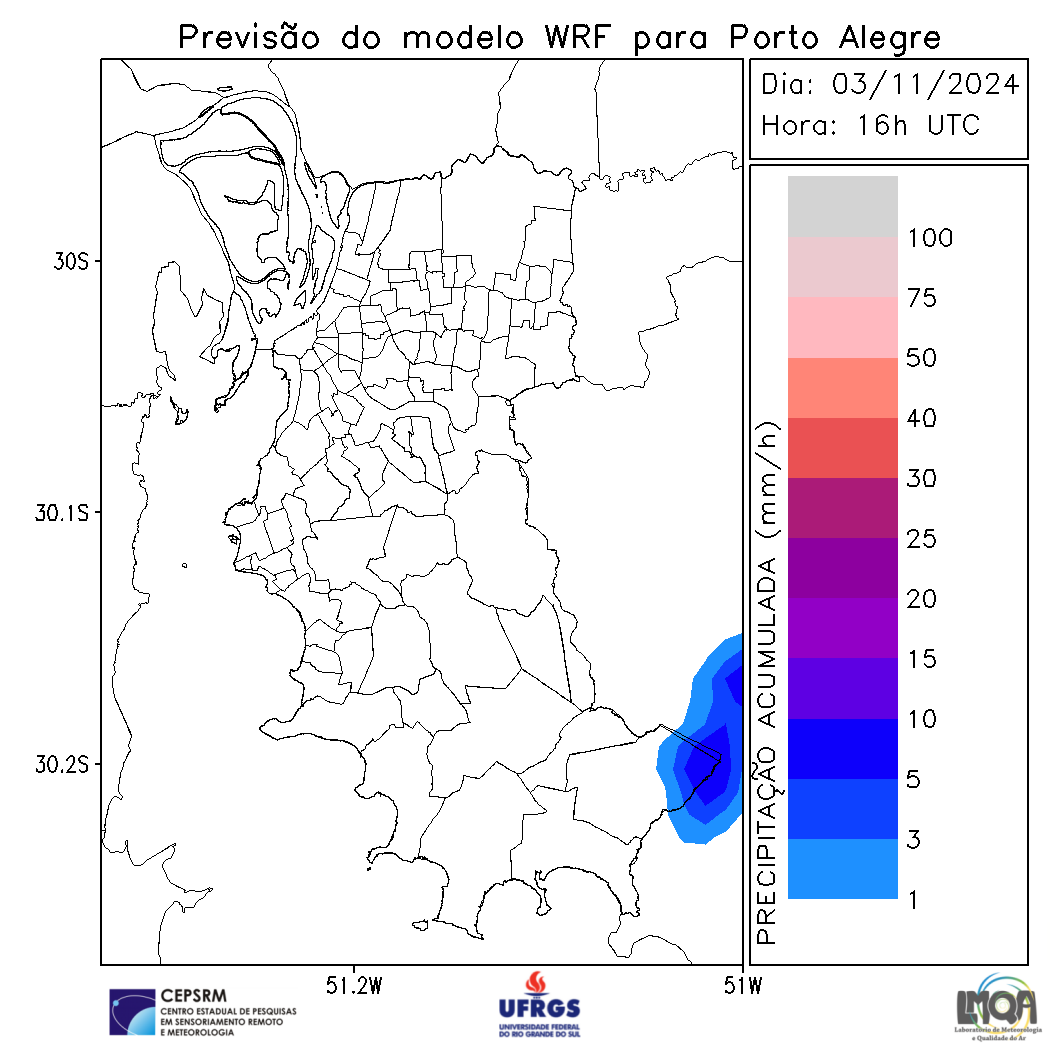 Previsão do modelo WRF para Porto Alegre
Dia: 03/11/2024
Hora: 16h UTC
30S
30.1S
30.2S
51.2W
51W
PRECIPITAÇÃO ACUMULADA (mm/h)
100
75
50
40
30
25
20
15
10
5
3
1
CEPSRM
CENTRO ESTADUAL DE PESQUISAS
EM SENSORIAMENTO REMOTO
E METEOROLOGIA
UFRGS
UNIVERSIDADE FEDERAL
DO RIO GRANDE DO SUL
LMQA
Laboratório de Meteorologia
e Qualidade do Ar